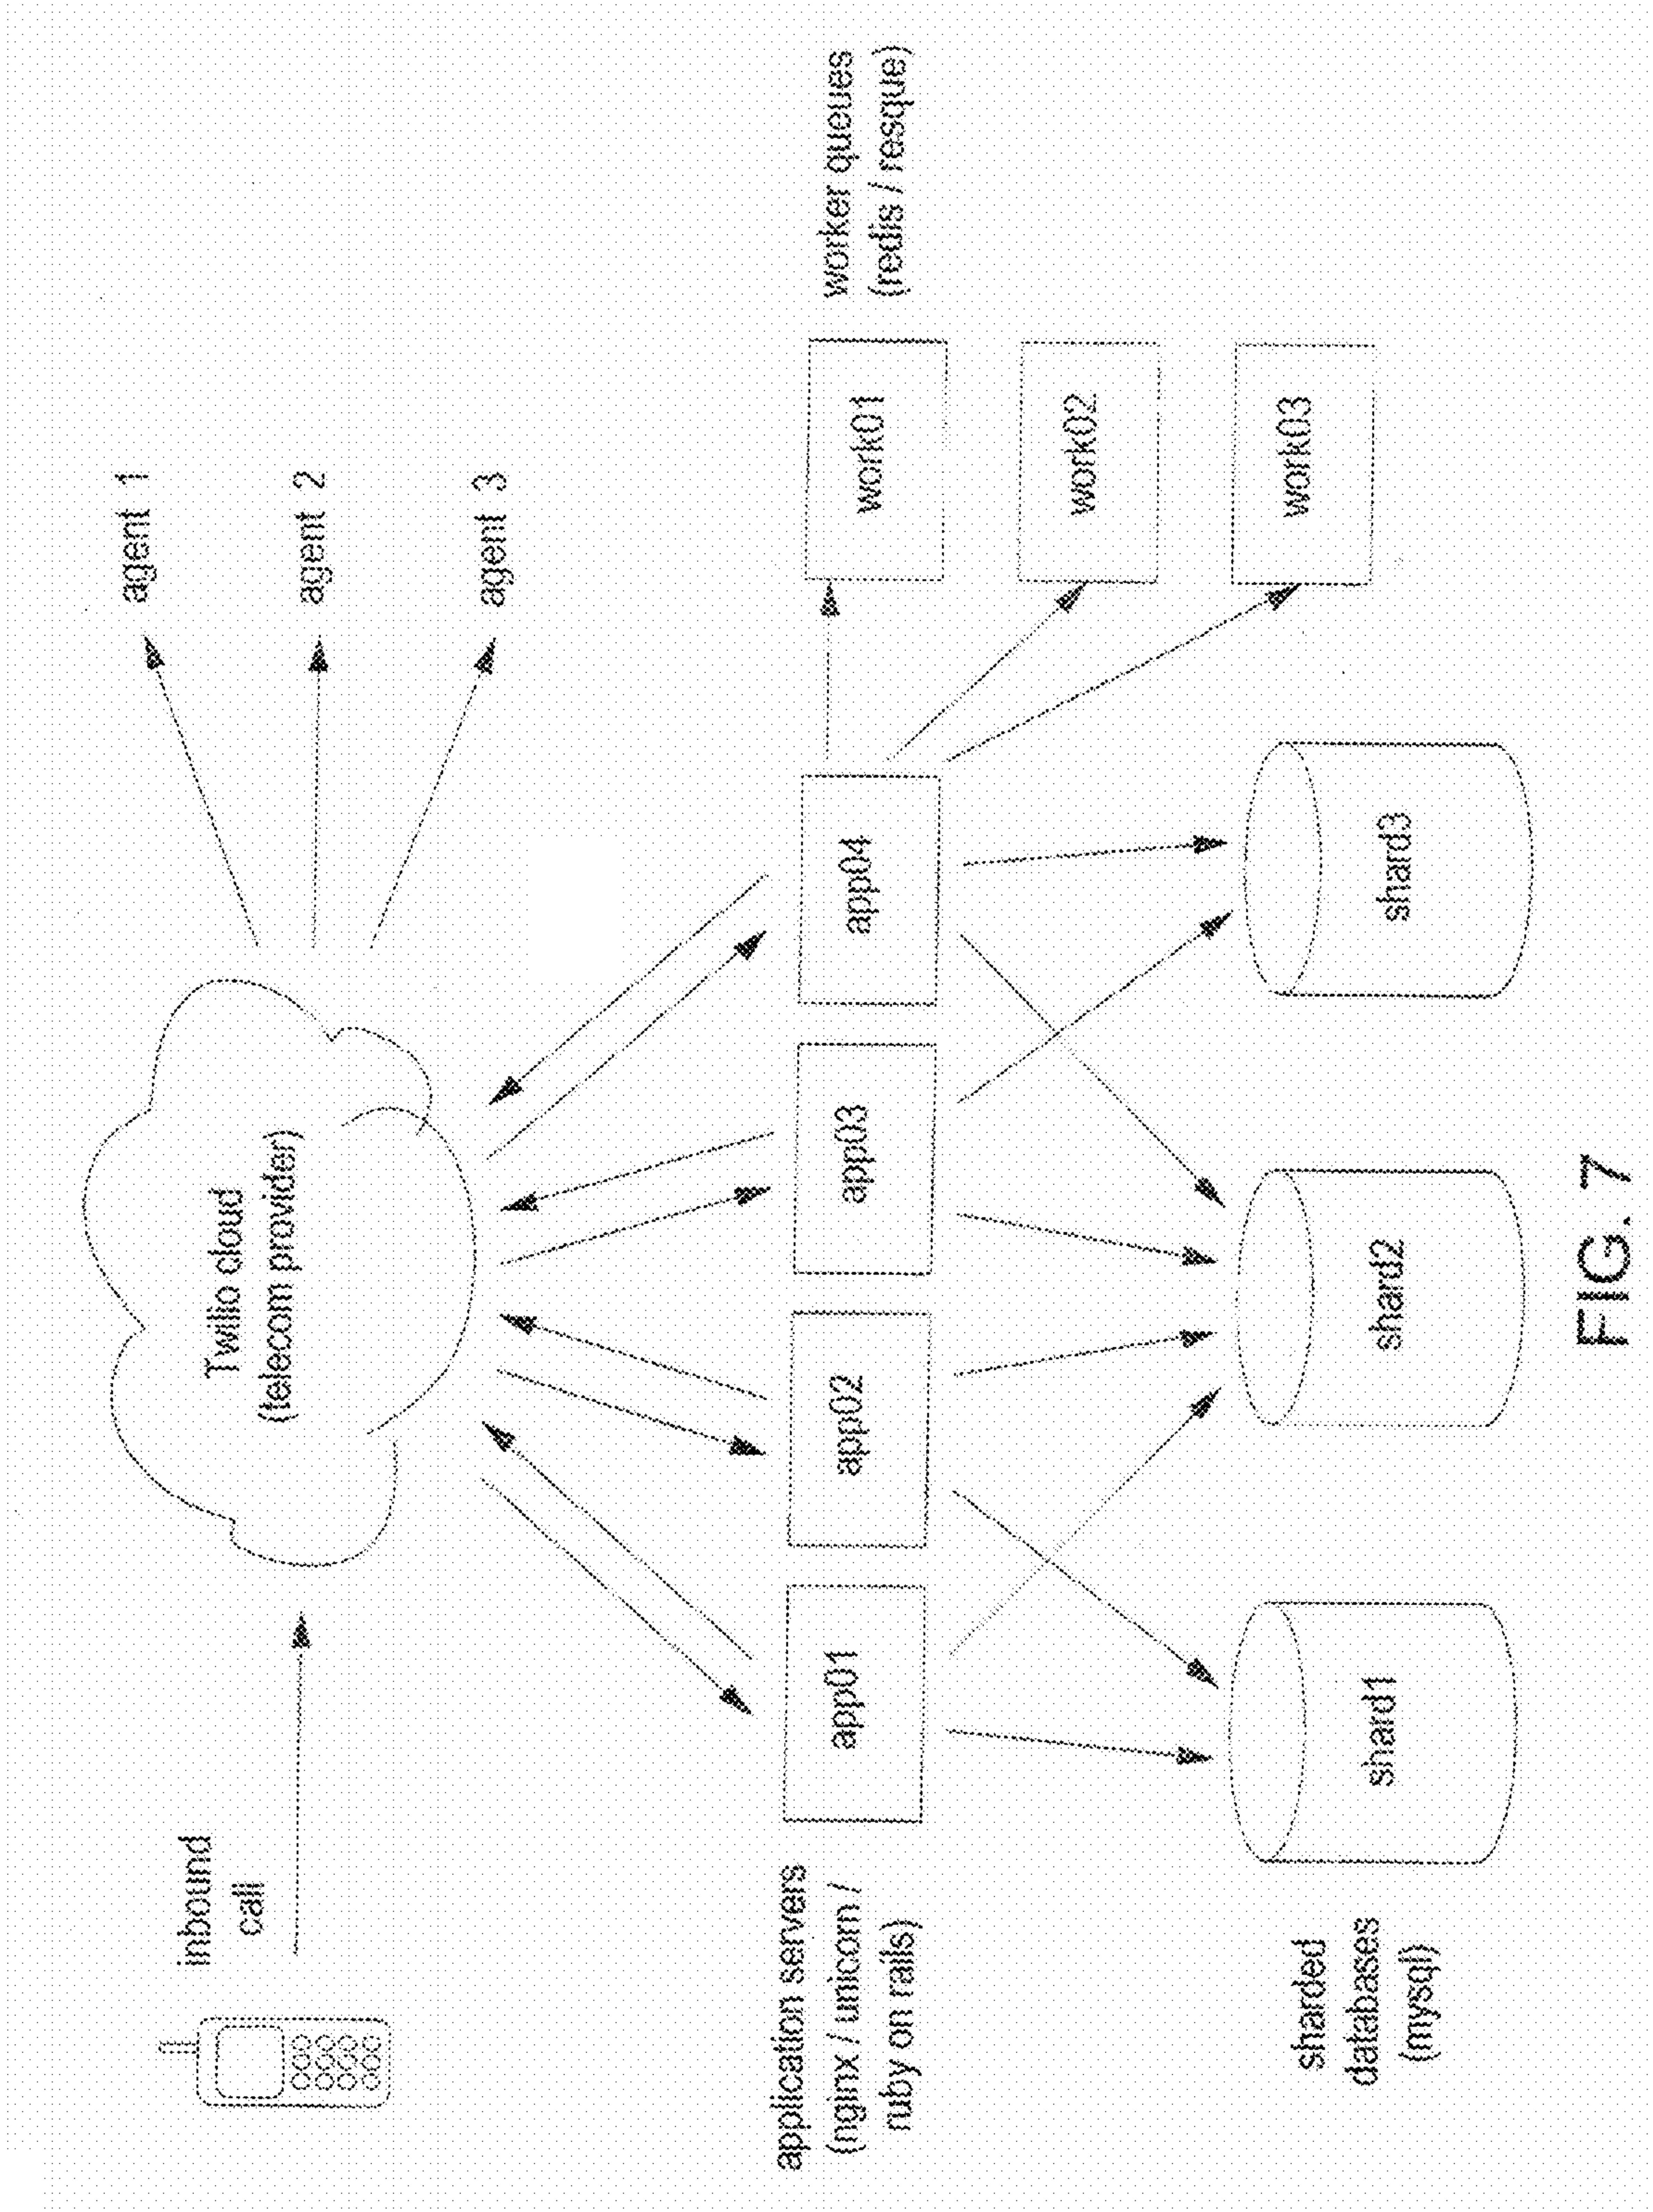 inbound
call
Twilio cloud
(telecom provider)
agent 1
agent 2
agent 3
application servers
(nginx / unicorn /
ruby on rails)
app01
app02
app03
app04
work01
work02
work03
worker queues
(redis / resque)
sharded
databases
(mysql)
shard1
shard2
shard3
FIG. 7